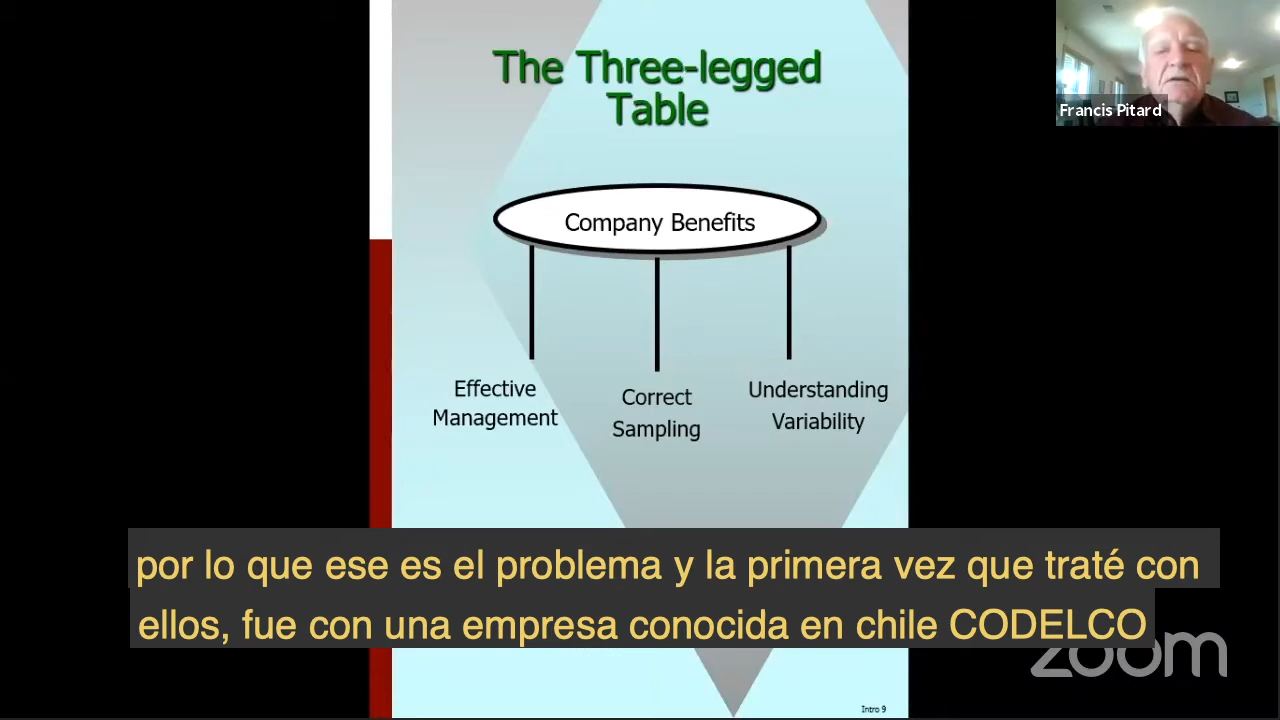 The Three-legged
Table
Francis Pitard
Company Benefits
Effective
Management
Correct
Sampling
Understanding
Variability
por lo que ese es el problema y la primera vez que traté con
ellos, fue con una empresa conocida en chile CODELCO
zoom
Intro 9